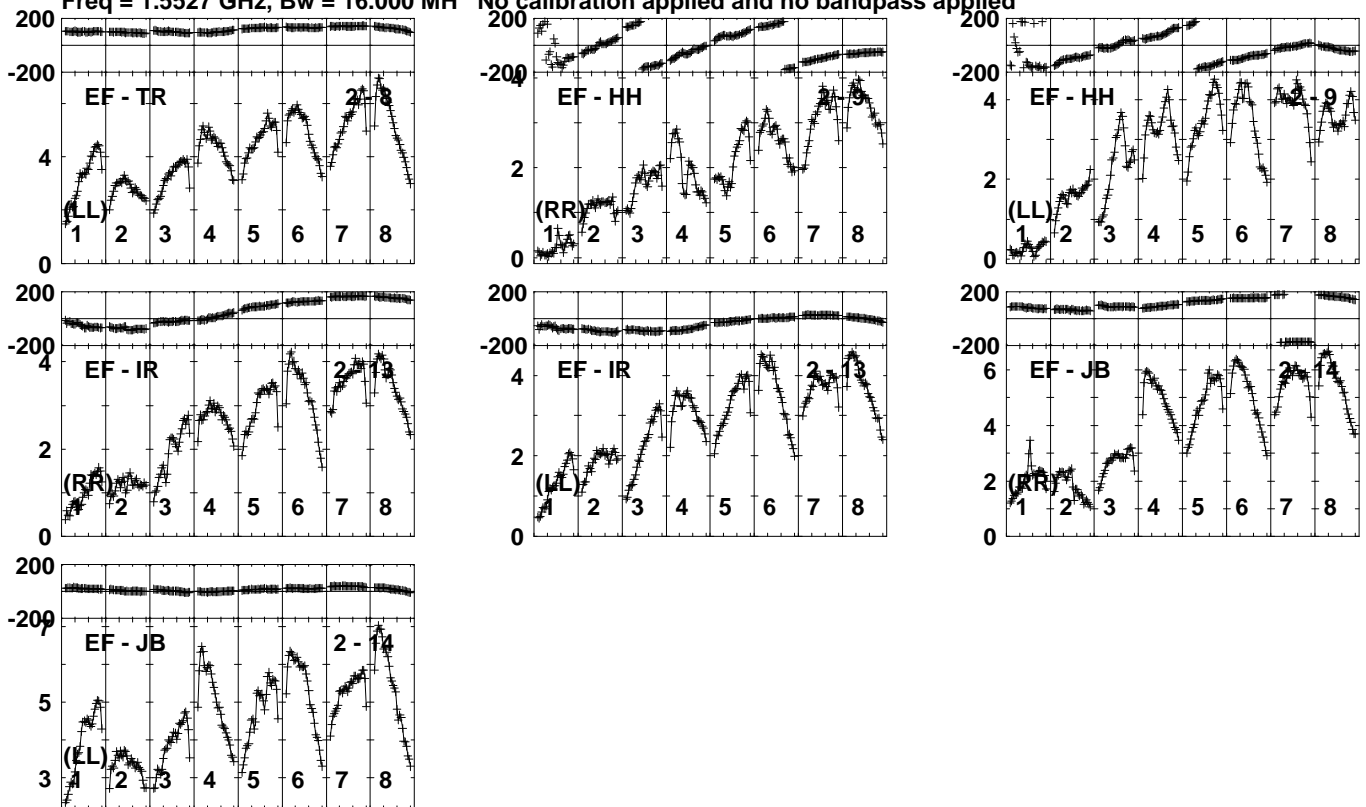 Freq = 1.5527 GHz, Bw = 16.000 MH No calibration applied and no bandpass applied
200
-200
EF - TR 2 - 8
4
(LL)
1 2 3 4 5 6 7 8
0
200
-200
4
EF - HH 2 - 9
2
(RR)
1 2 3 4 5 6 7 8
0
200
-200
EF - HH 2 - 9
4
2
(LL)
1 2 3 4 5 6 7 8
0
200
-200
EF - IR 2 - 13
4
2
(RR)
1 2 3 4 5 6 7 8
0
200
-200
EF - IR 2 - 13
4
2
(LL)
1 2 3 4 5 6 7 8
0
200
-200
EF - JB 2 - 14
6
4
2
(RR)
1 2 3 4 5 6 7 8
0
200
-200
7
EF - JB 2 - 14
5
(LL)
3
1 2 3 4 5 6 7 8